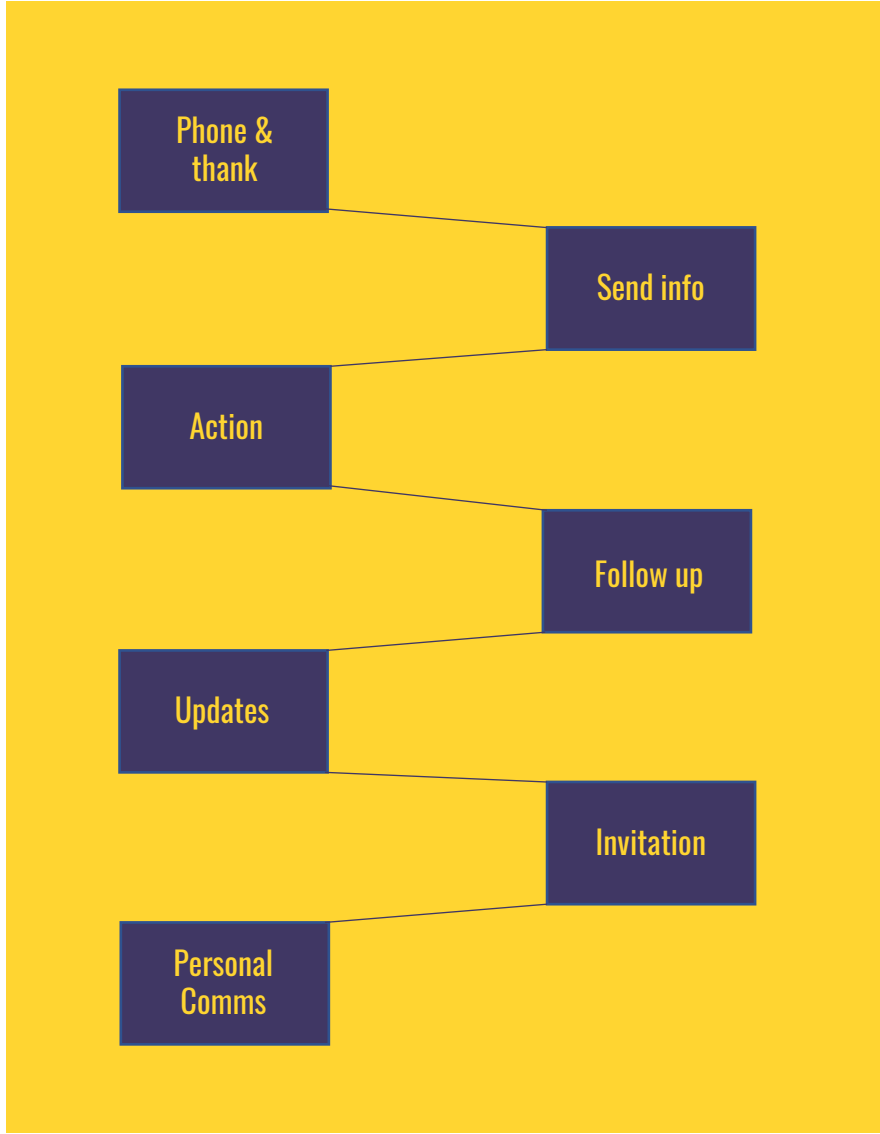 Phone &
thank
Send info
Action
Follow up
Updates
Invitation
Personal
Comms